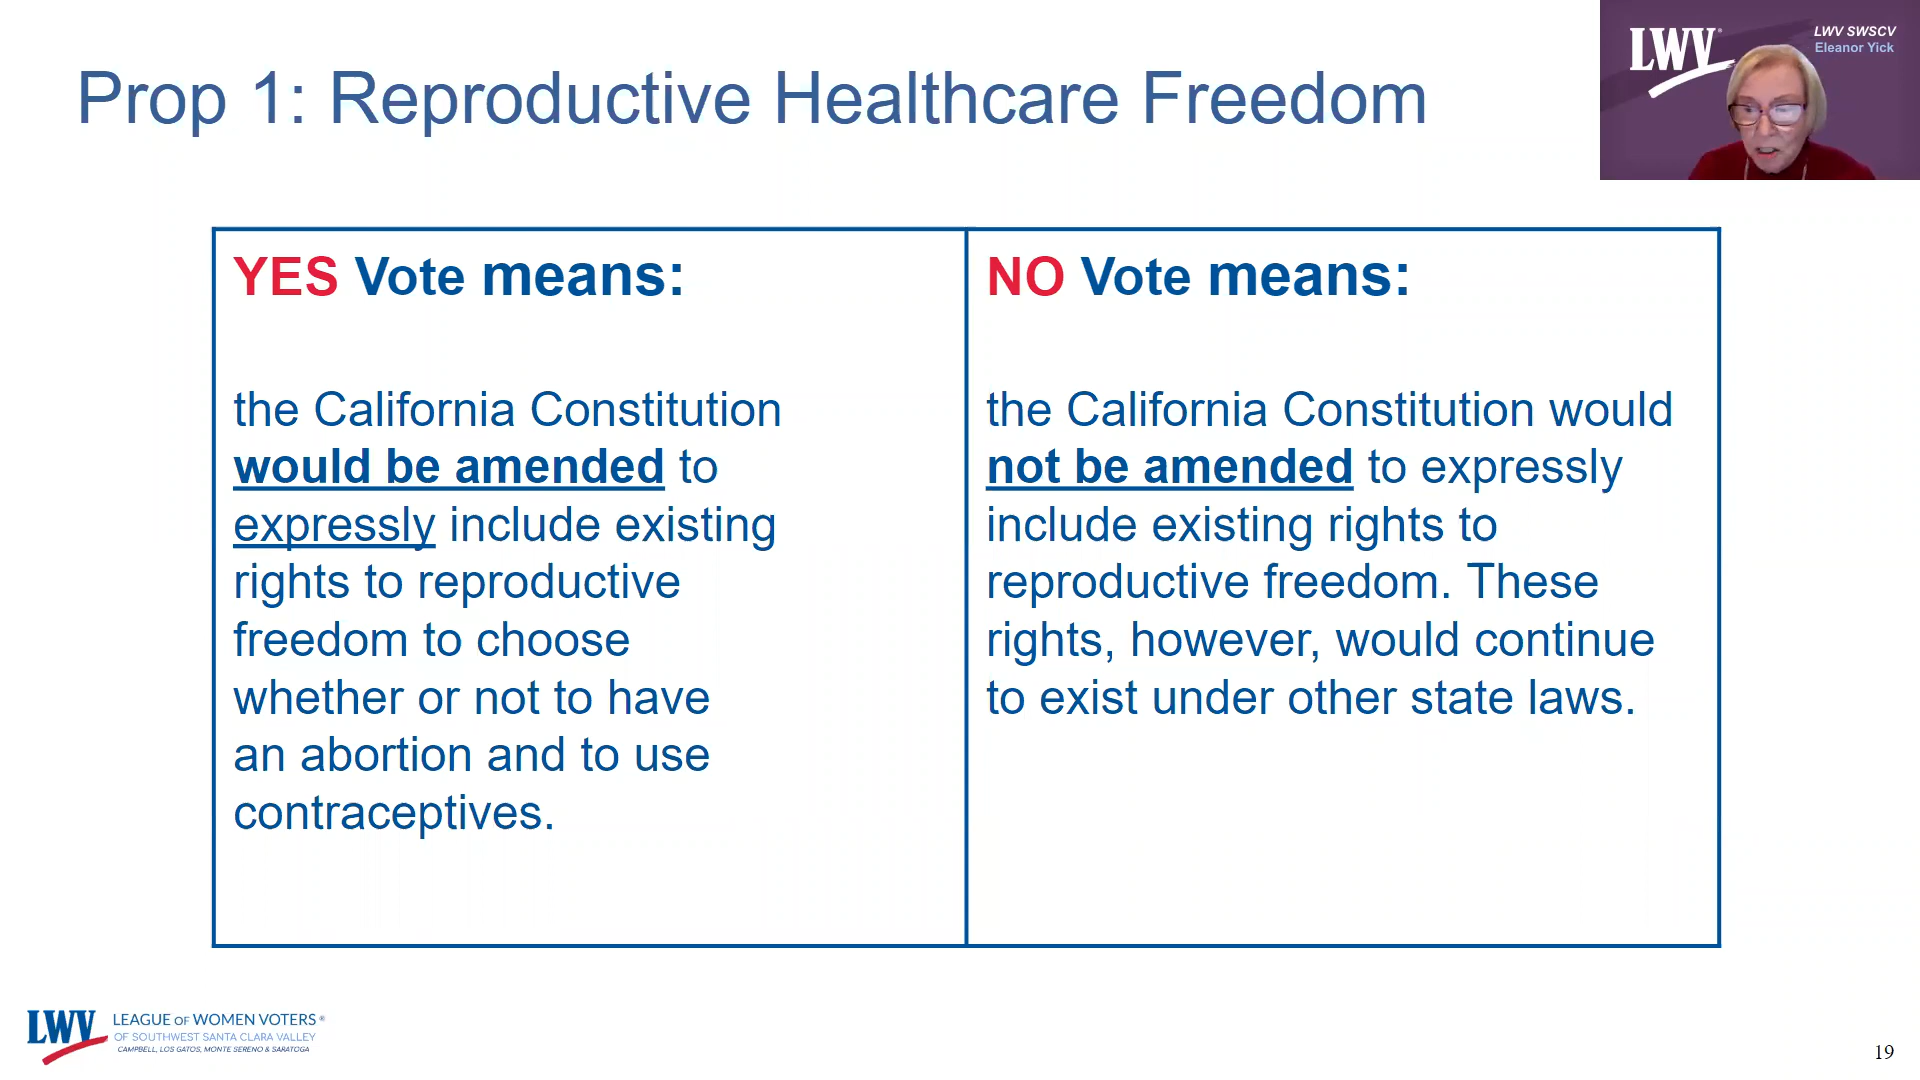 Prop 1: Reproductive Healthcare Freedom
LWV
LWV SWSCV
Eleanor Yick
YES Vote means:
the California Constitution
would be amended to
expressly include existing
rights to reproductive
freedom to choose
whether or not to have
an abortion and to use
contraceptives.
NO Vote means:
the California Constitution would
not be amended to expressly
include existing rights to
reproductive freedom. These
rights, however, would continue
to exist under other state laws.
LWV
LEAGUE OF WOMEN VOTERS®
OF SOUTHWEST SANTA CLARA VALLEY
CAMPBELL, LOS GATOS, MONTE SERENO & SARATOGA
19